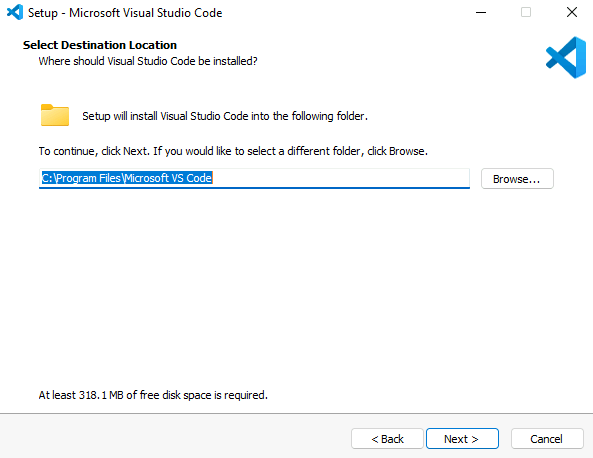 Setup - Microsoft Visual Studio Code
Select Destination Location
Where should Visual Studio Code be installed?
Setup will install Visual Studio Code into the following folder.
To continue, click Next. If you would like to select a different folder, click Browse.
C:\Program Files\Microsoft VS Code
Browse...
At least 318.1 MB of free disk space is required.
< Back
Next >
Cancel